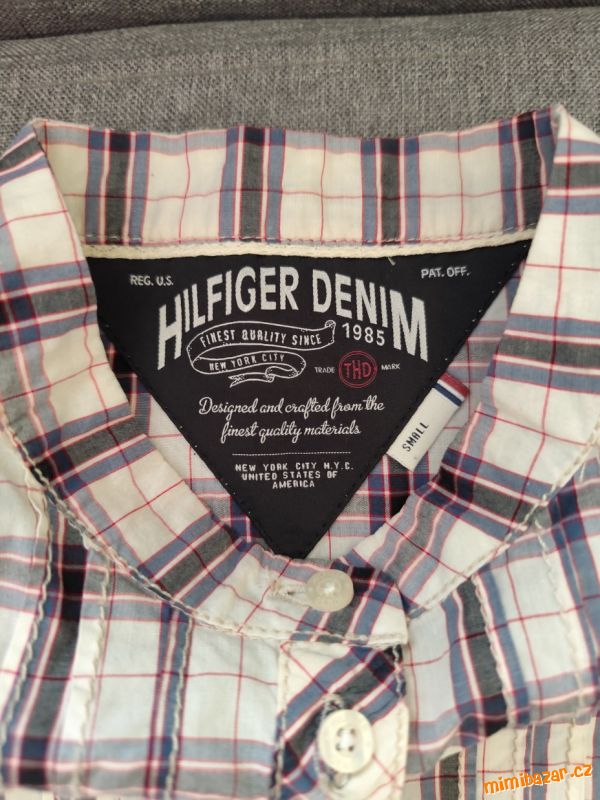 REG. U.S.
PAT. OFF.
HILFIGER DENIM
FINEST QUALITY SINCE
1985
NEW YORK CITY
TRADE THD MARK
Designed and crafted from the
finest quality materials
SMALL
NEW YORK CITY N.Y.C.
UNITED STATES OF
AMERICA
mimibazar.cz